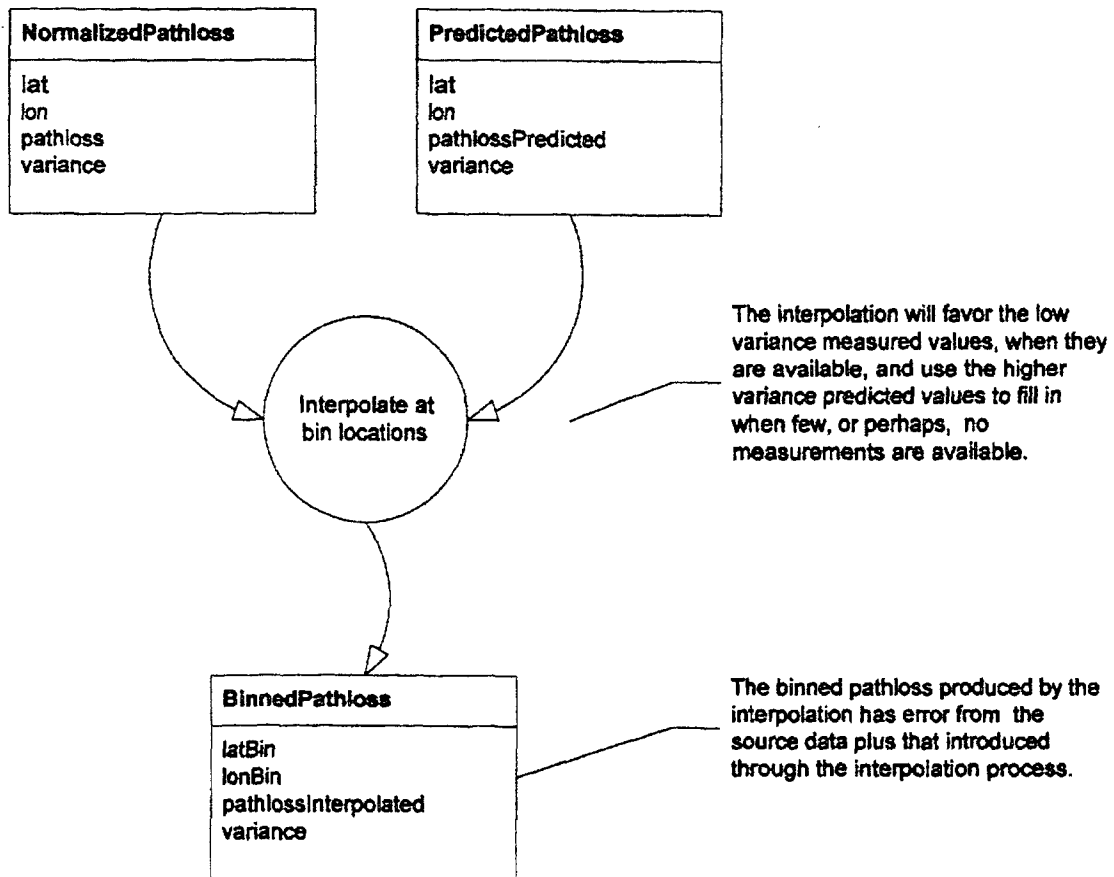 NormalizedPathloss
lat
lon
pathloss
variance
PredictedPathloss
lat
lon
pathlossPredicted
variance
Interpolate at
bin locations
The interpolation will favor the low
variance measured values, when they
are available, and use the higher
variance predicted values to fill in
when few, or perhaps, no
measurements are available.
BinnedPathloss
latBin
lonBin
pathlossInterpolated
variance
The binned pathloss produced by the
interpolation has error from the
source data plus that introduced
through the interpolation process.